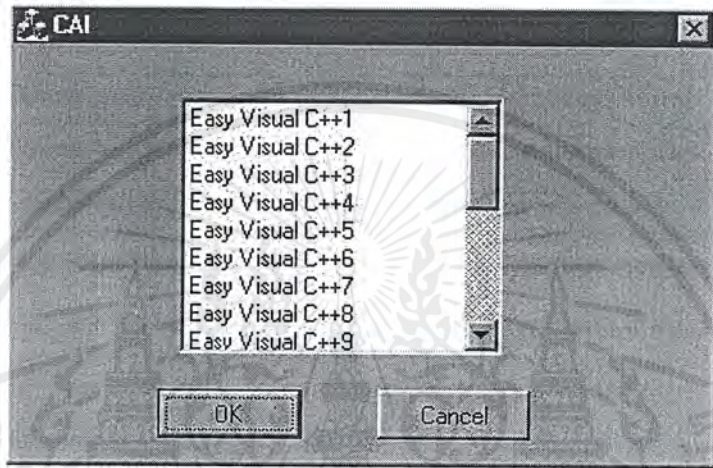 CAI
Easy Visual C++1
Easy Visual C++2
Easy Visual C++3
Easy Visual C++4
Easy Visual C++5
Easy Visual C++6
Easy Visual C++7
Easy Visual C++8
Easy Visual C++9
OK
Cancel